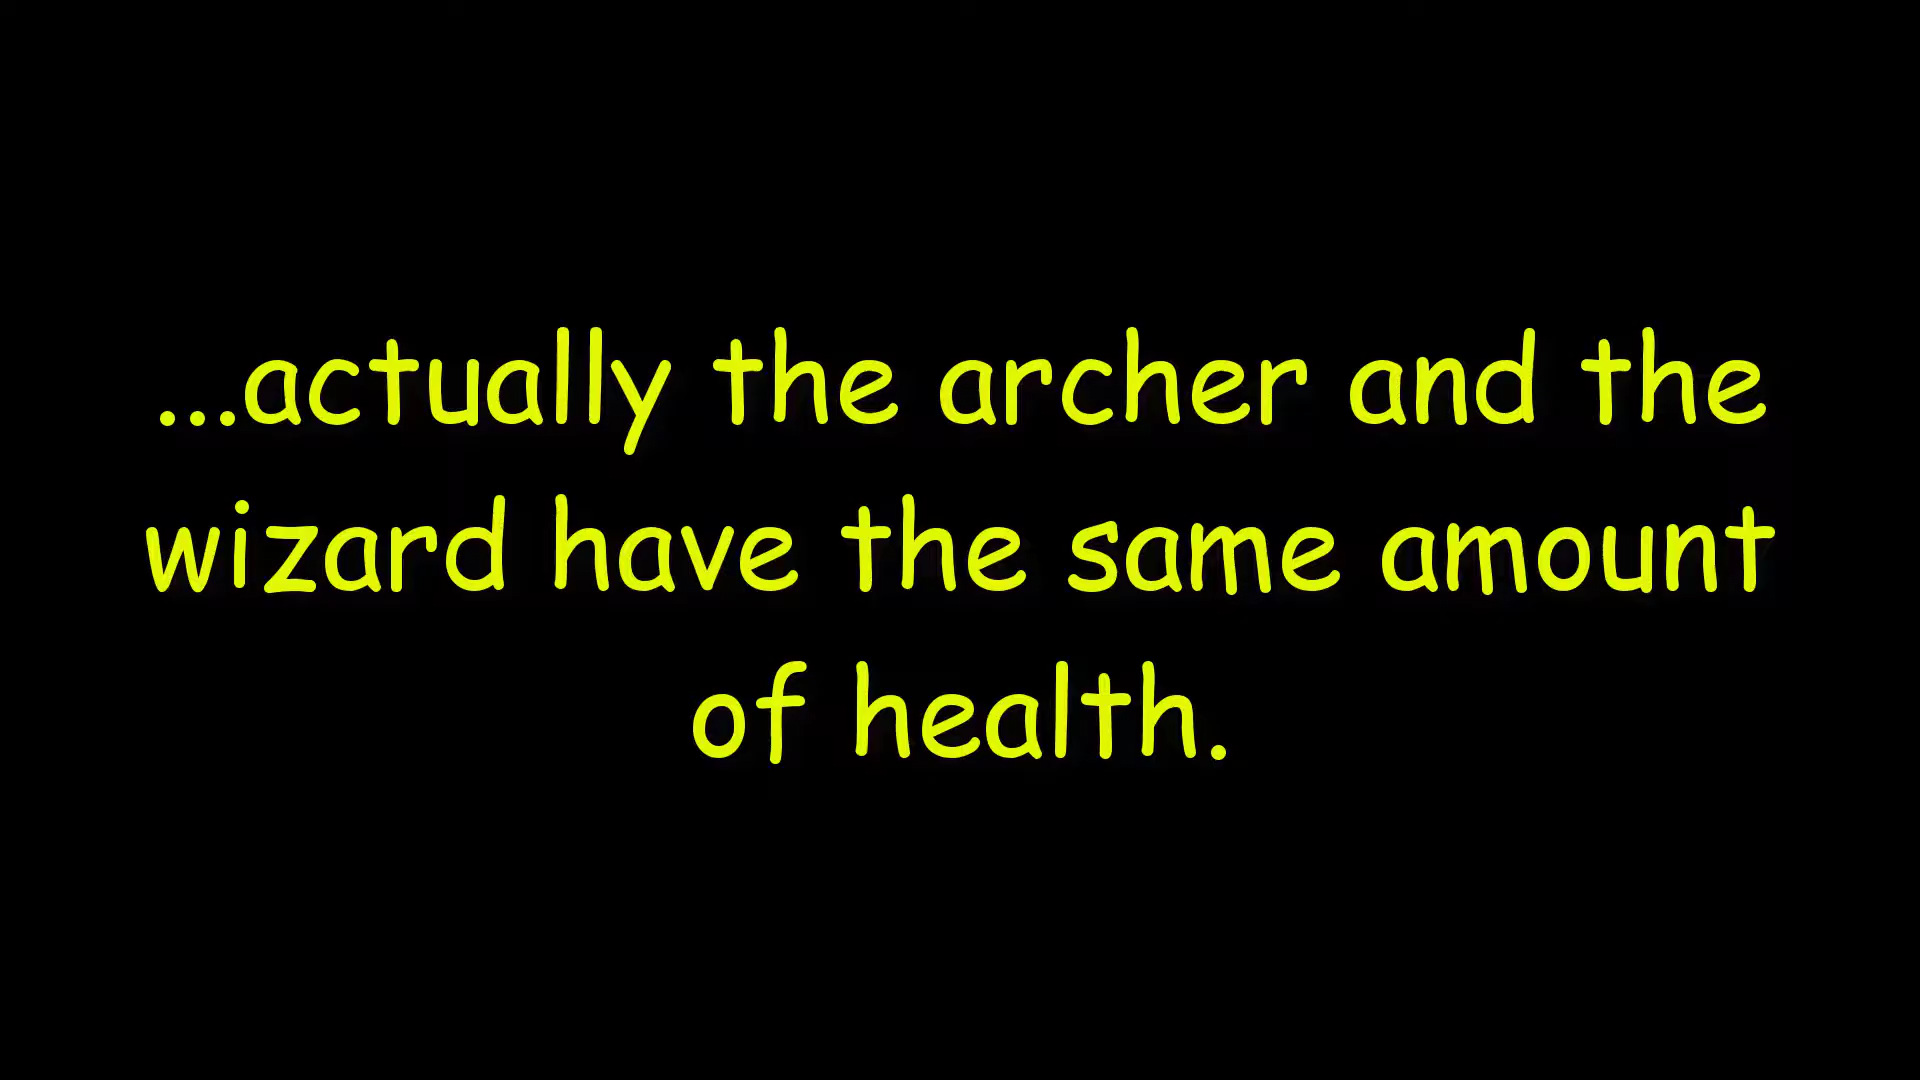 ...actually the archer and the
wizard have the same amount
of health.